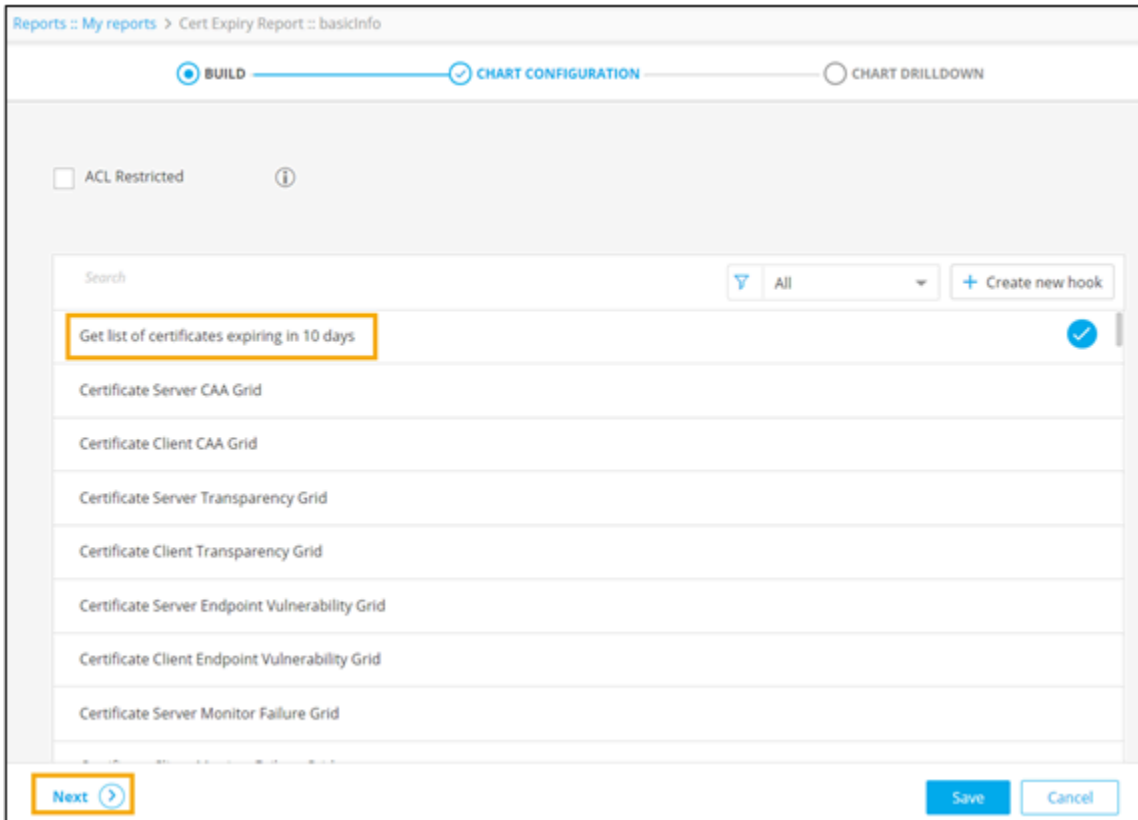 Reports :: My reports > Cert Expiry Report :: basicInfo
BUILD CHART CONFIGURATION CHART DRILLDOWN
ACL Restricted
Search All + Create new hook
Get list of certificates expiring in 10 days
Certificate Server CAA Grid
Certificate Client CAA Grid
Certificate Server Transparency Grid
Certificate Client Transparency Grid
Certificate Server Endpoint Vulnerability Grid
Certificate Client Endpoint Vulnerability Grid
Certificate Server Monitor Failure Grid
Next Save Cancel